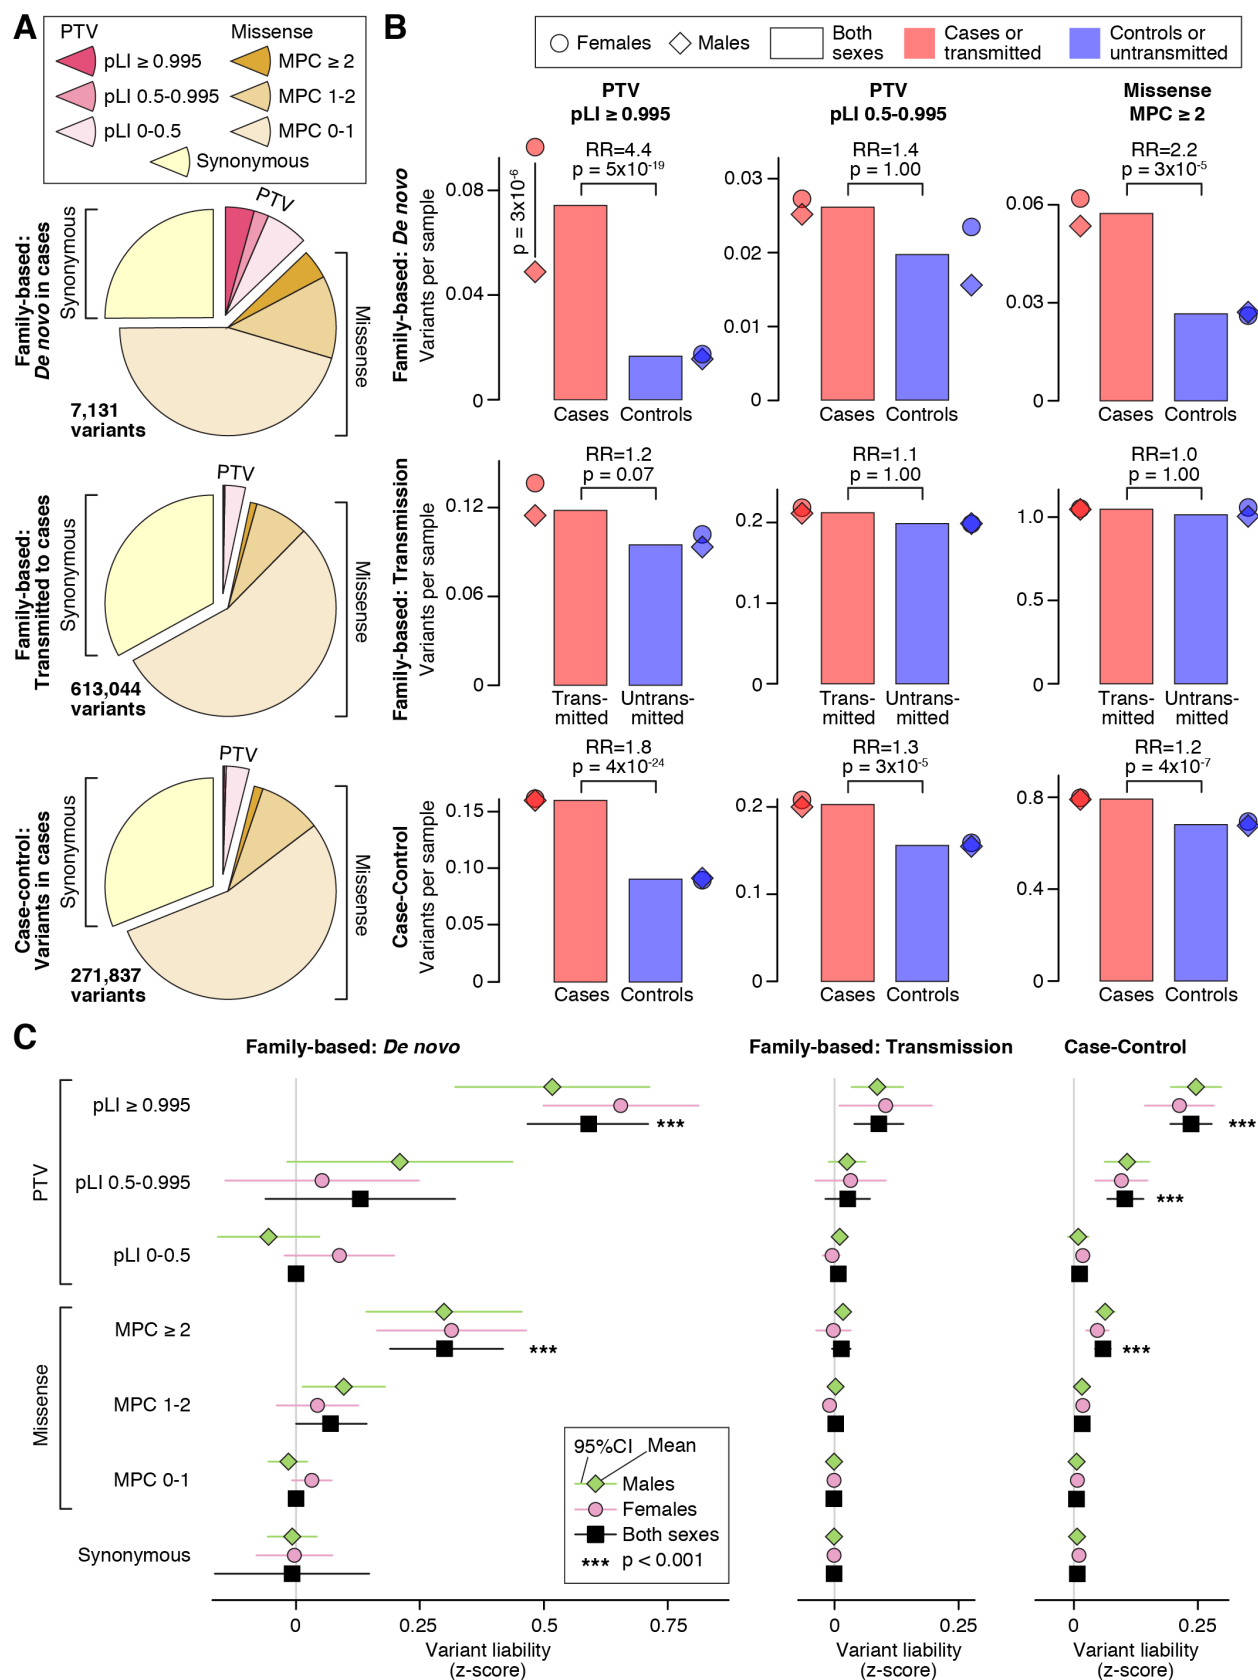 A
PTV
Missense
pLI ≥ 0.995
MPC ≥ 2
pLI 0.5-0.995
MPC 1-2
pLI 0-0.5
MPC 0-1
Synonymous
Family-based:
De novo in cases
Synonymous
PTV
Missense
7,131
variants
Family-based:
Transmitted to cases
Synonymous
PTV
Missense
613,044
variants
Case-control:
Variants in cases
Synonymous
PTV
Missense
271,837
variants
B
Females
Males
Both
sexes
Cases or
transmitted
Controls or
untransmitted
PTV
pLI ≥ 0.995
PTV
pLI 0.5-0.995
Missense
MPC ≥ 2
Family-based: De novo
Variants per sample
0.08
0.04
0
p = 3x10-6
RR=4.4
p = 5x10-19
Cases
Controls
0.03
0.02
0.01
0
RR=1.4
p = 1.00
Cases
Controls
0.06
0.03
0
RR=2.2
p = 3x10-5
Cases
Controls
Family-based: Transmission
Variants per sample
0.12
0.06
0
RR=1.2
p = 0.07
Trans-
mitted
Untrans-
mitted
0.2
0.1
0
RR=1.1
p = 1.00
Trans-
mitted
Untrans-
mitted
1.0
0.5
0
RR=1.0
p = 1.00
Trans-
mitted
Untrans-
mitted
Case-Control
Variants per sample
0.15
0.10
0.05
0
RR=1.8
p = 4x10-24
Cases
Controls
0.2
0.1
0
RR=1.3
p = 3x10-5
Cases
Controls
0.8
0.4
0
RR=1.2
p = 4x10-7
Cases
Controls
C
Family-based: De novo
Family-based: Transmission
Case-Control
PTV
pLI ≥ 0.995
***
***
pLI 0.5-0.995
***
pLI 0-0.5
Missense
MPC ≥ 2
***
***
MPC 1-2
MPC 0-1
Synonymous
95%CI
Mean
Males
Females
Both sexes
*** p < 0.001
0
0.25
0.5
0.75
Variant liability
(z-score)
0
0.25
Variant liability
(z-score)
0
0.25
Variant liability
(z-score)